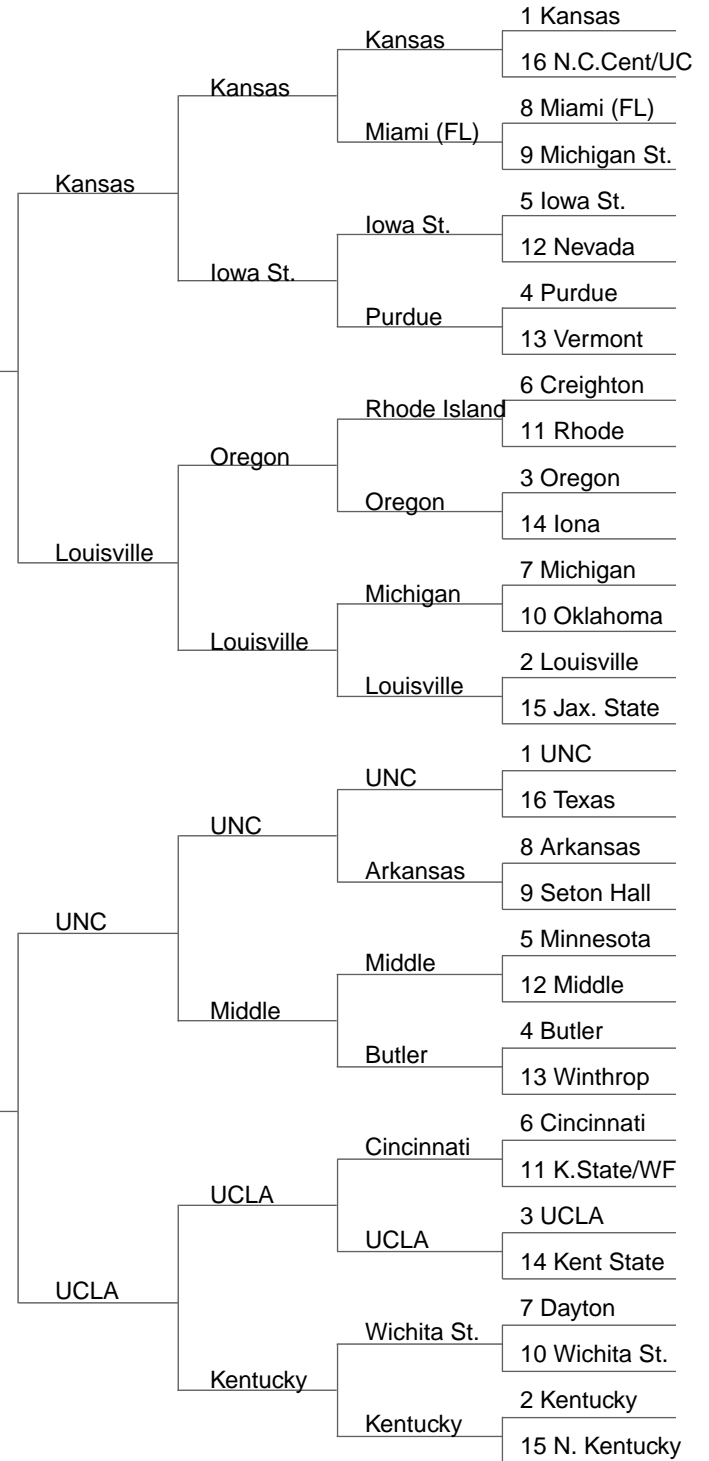 1 Kansas
Kansas
16 N.C.Cent/UC
Kansas
8 Miami (FL)
Miami (FL)
9 Michigan St.
Kansas
5 Iowa St.
Iowa St.
12 Nevada
Iowa St.
4 Purdue
Purdue
13 Vermont
6 Creighton
Rhode Island
11 Rhode
Oregon
3 Oregon
Oregon
14 Iona
Louisville
7 Michigan
Michigan
10 Oklahoma
Louisville
2 Louisville
Louisville
15 Jax. State
1 UNC
UNC
16 Texas
UNC
8 Arkansas
Arkansas
9 Seton Hall
UNC
5 Minnesota
Middle
12 Middle
Middle
4 Butler
Butler
13 Winthrop
6 Cincinnati
Cincinnati
11 K.State/WF
UCLA
3 UCLA
UCLA
14 Kent State
UCLA
7 Dayton
Wichita St.
10 Wichita St.
Kentucky
2 Kentucky
Kentucky
15 N. Kentucky